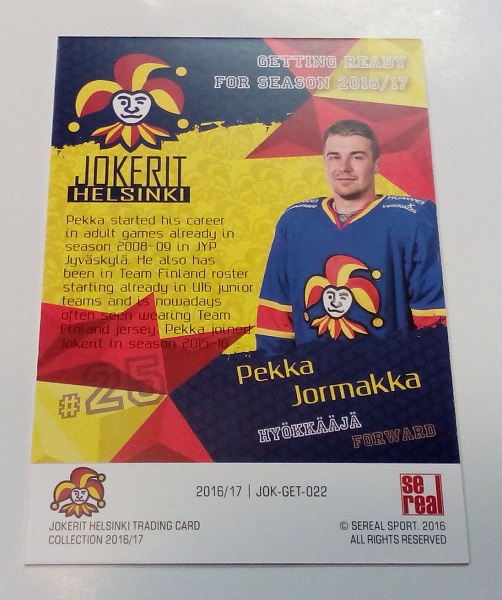 GETTING READY
FOR SEASON 2016/17
JOKERIT
HELSINKI
Pekka started his career
in adult games already in
season 2008-09 in JYP
Jyväskylä. He also has
been in Team Finland roster
starting already in U16 junior
teams and is nowadays
often seen wearing Team
Finland jersey. Pekka joined
Jokerit in season 2015-16.
#25
Pekka
Jormakka
HYÖKKÄÄJÄ
FORWARD
2016/17 | JOK-GET-022
se
real
JOKERIT HELSINKI TRADING CARD
COLLECTION 2016/17
© SEREAL SPORT. 2016
ALL RIGHTS RESERVED